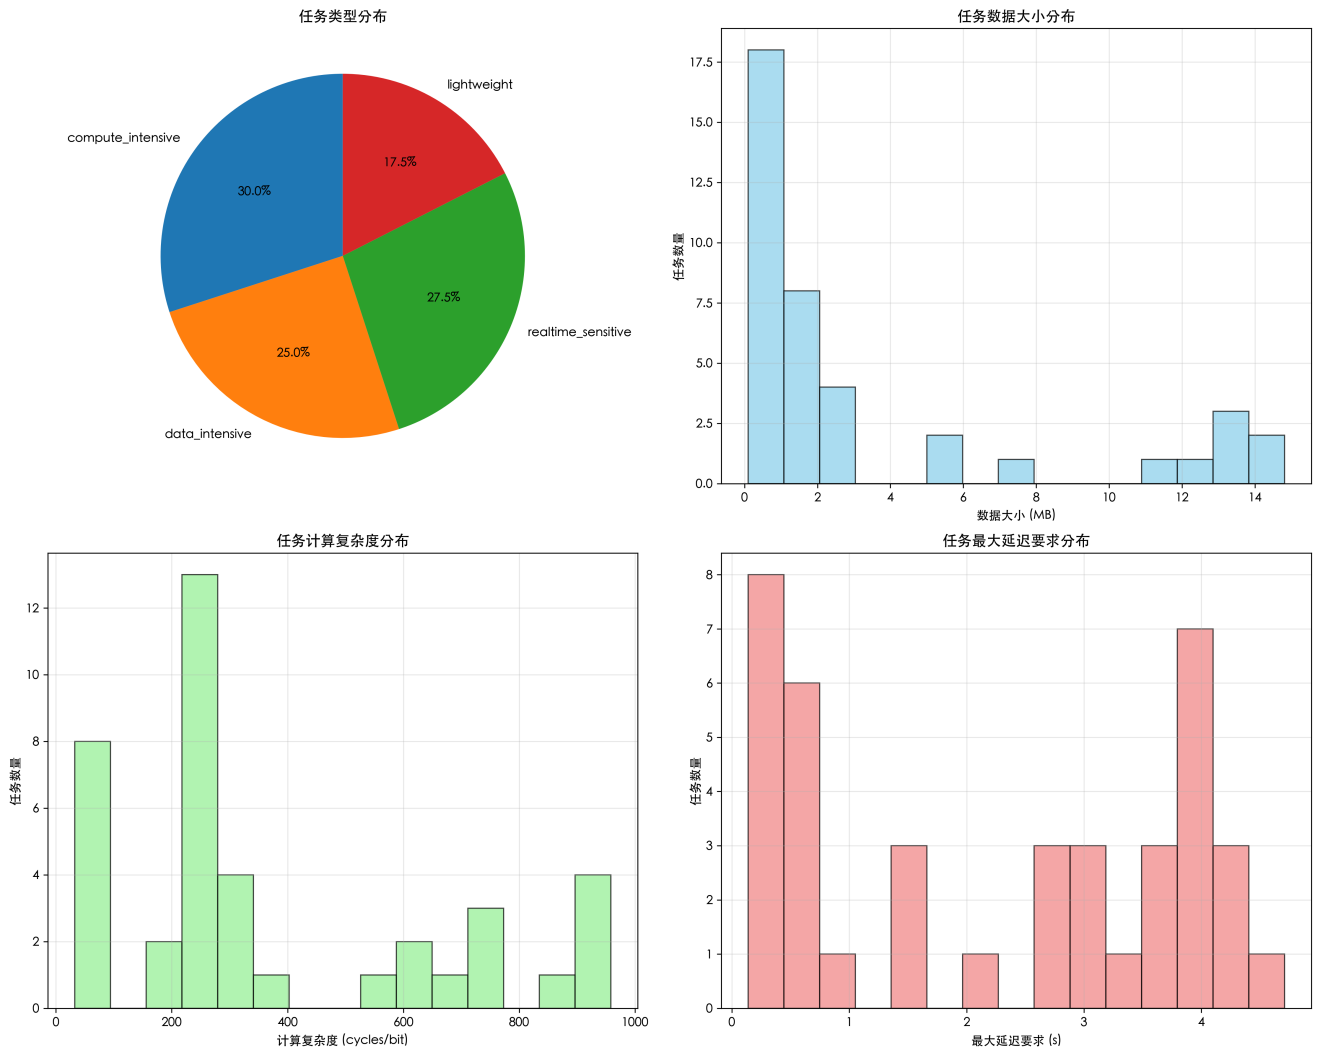 任务类型分布
lightweight
compute_intensive
17.5%
30.0%
27.5%
realtime_sensitive
25.0%
data_intensive
任务数据大小分布
任务数量
17.5
15.0
12.5
10.0
7.5
5.0
2.5
0.0
0 2 4 6 8 10 12 14
数据大小 (MB)
任务计算复杂度分布
任务数量
12
10
8
6
4
2
0
0 200 400 600 800 1000
计算复杂度 (cycles/bit)
任务最大延迟要求分布
任务数量
8
7
6
5
4
3
2
1
0
0 1 2 3 4
最大延迟要求 (s)